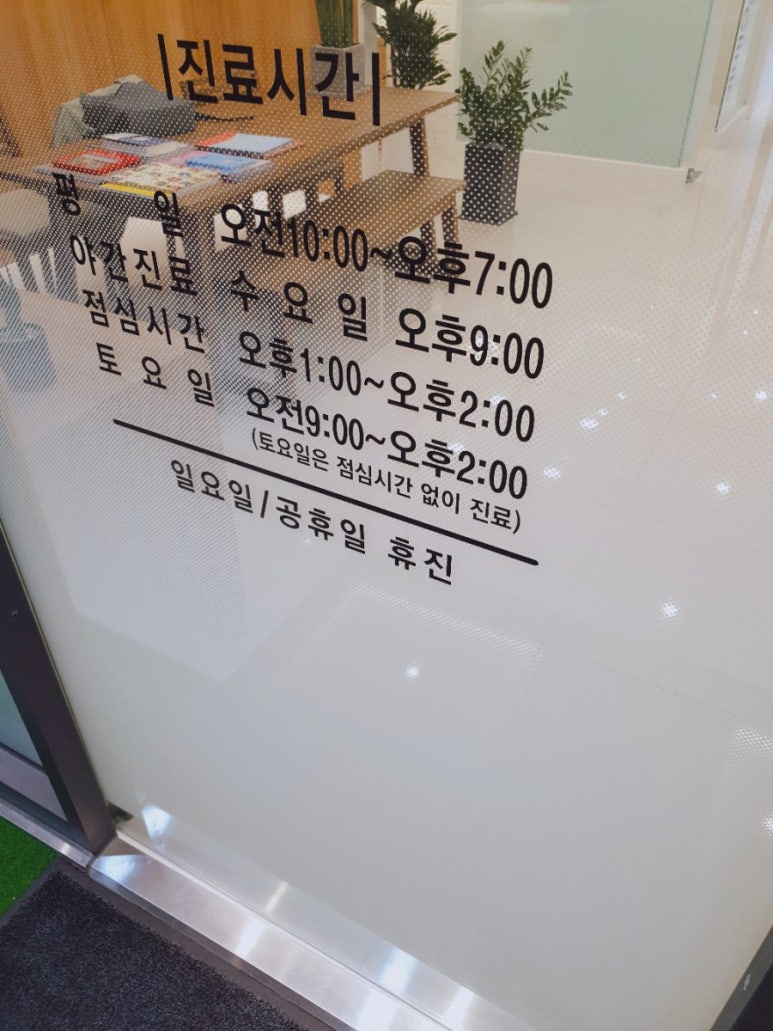 |진료시간|
평 일 오전10:00~오후7:00
야간진료 수 요 일 오후9:00
점심시간 오후1:00~오후2:00
토 요 일 오전9:00~오후2:00
(토요일은 점심시간 없이 진료)
일요일/공휴일 휴진